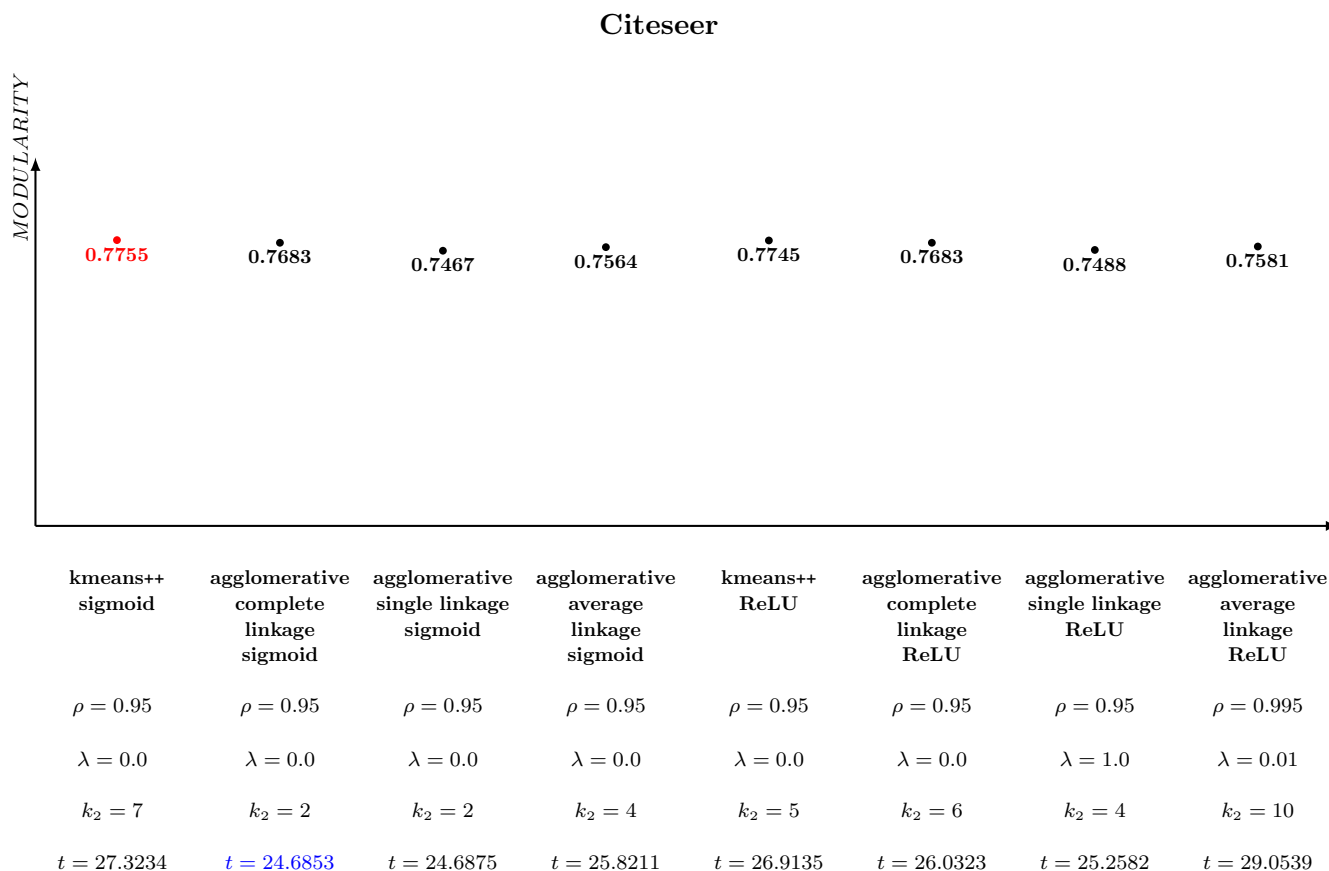 Citeseer
MODULARITY
0.7755 0.7683 0.7467 0.7564 0.7745 0.7683 0.7488 0.7581
kmeans++ agglomerative agglomerative agglomerative kmeans++ agglomerative agglomerative agglomerative
sigmoid complete single linkage average ReLU complete single linkage average
linkage sigmoid linkage linkage ReLU linkage
sigmoid sigmoid ReLU ReLU
ρ = 0.95 ρ = 0.95 ρ = 0.95 ρ = 0.95 ρ = 0.95 ρ = 0.95 ρ = 0.95 ρ = 0.995
λ = 0.0 λ = 0.0 λ = 0.0 λ = 0.0 λ = 0.0 λ = 0.0 λ = 1.0 λ = 0.01
k₂ = 7 k₂ = 2 k₂ = 2 k₂ = 4 k₂ = 5 k₂ = 6 k₂ = 4 k₂ = 10
t = 27.3234 t = 24.6853 t = 24.6875 t = 25.8211 t = 26.9135 t = 26.0323 t = 25.2582 t = 29.0539